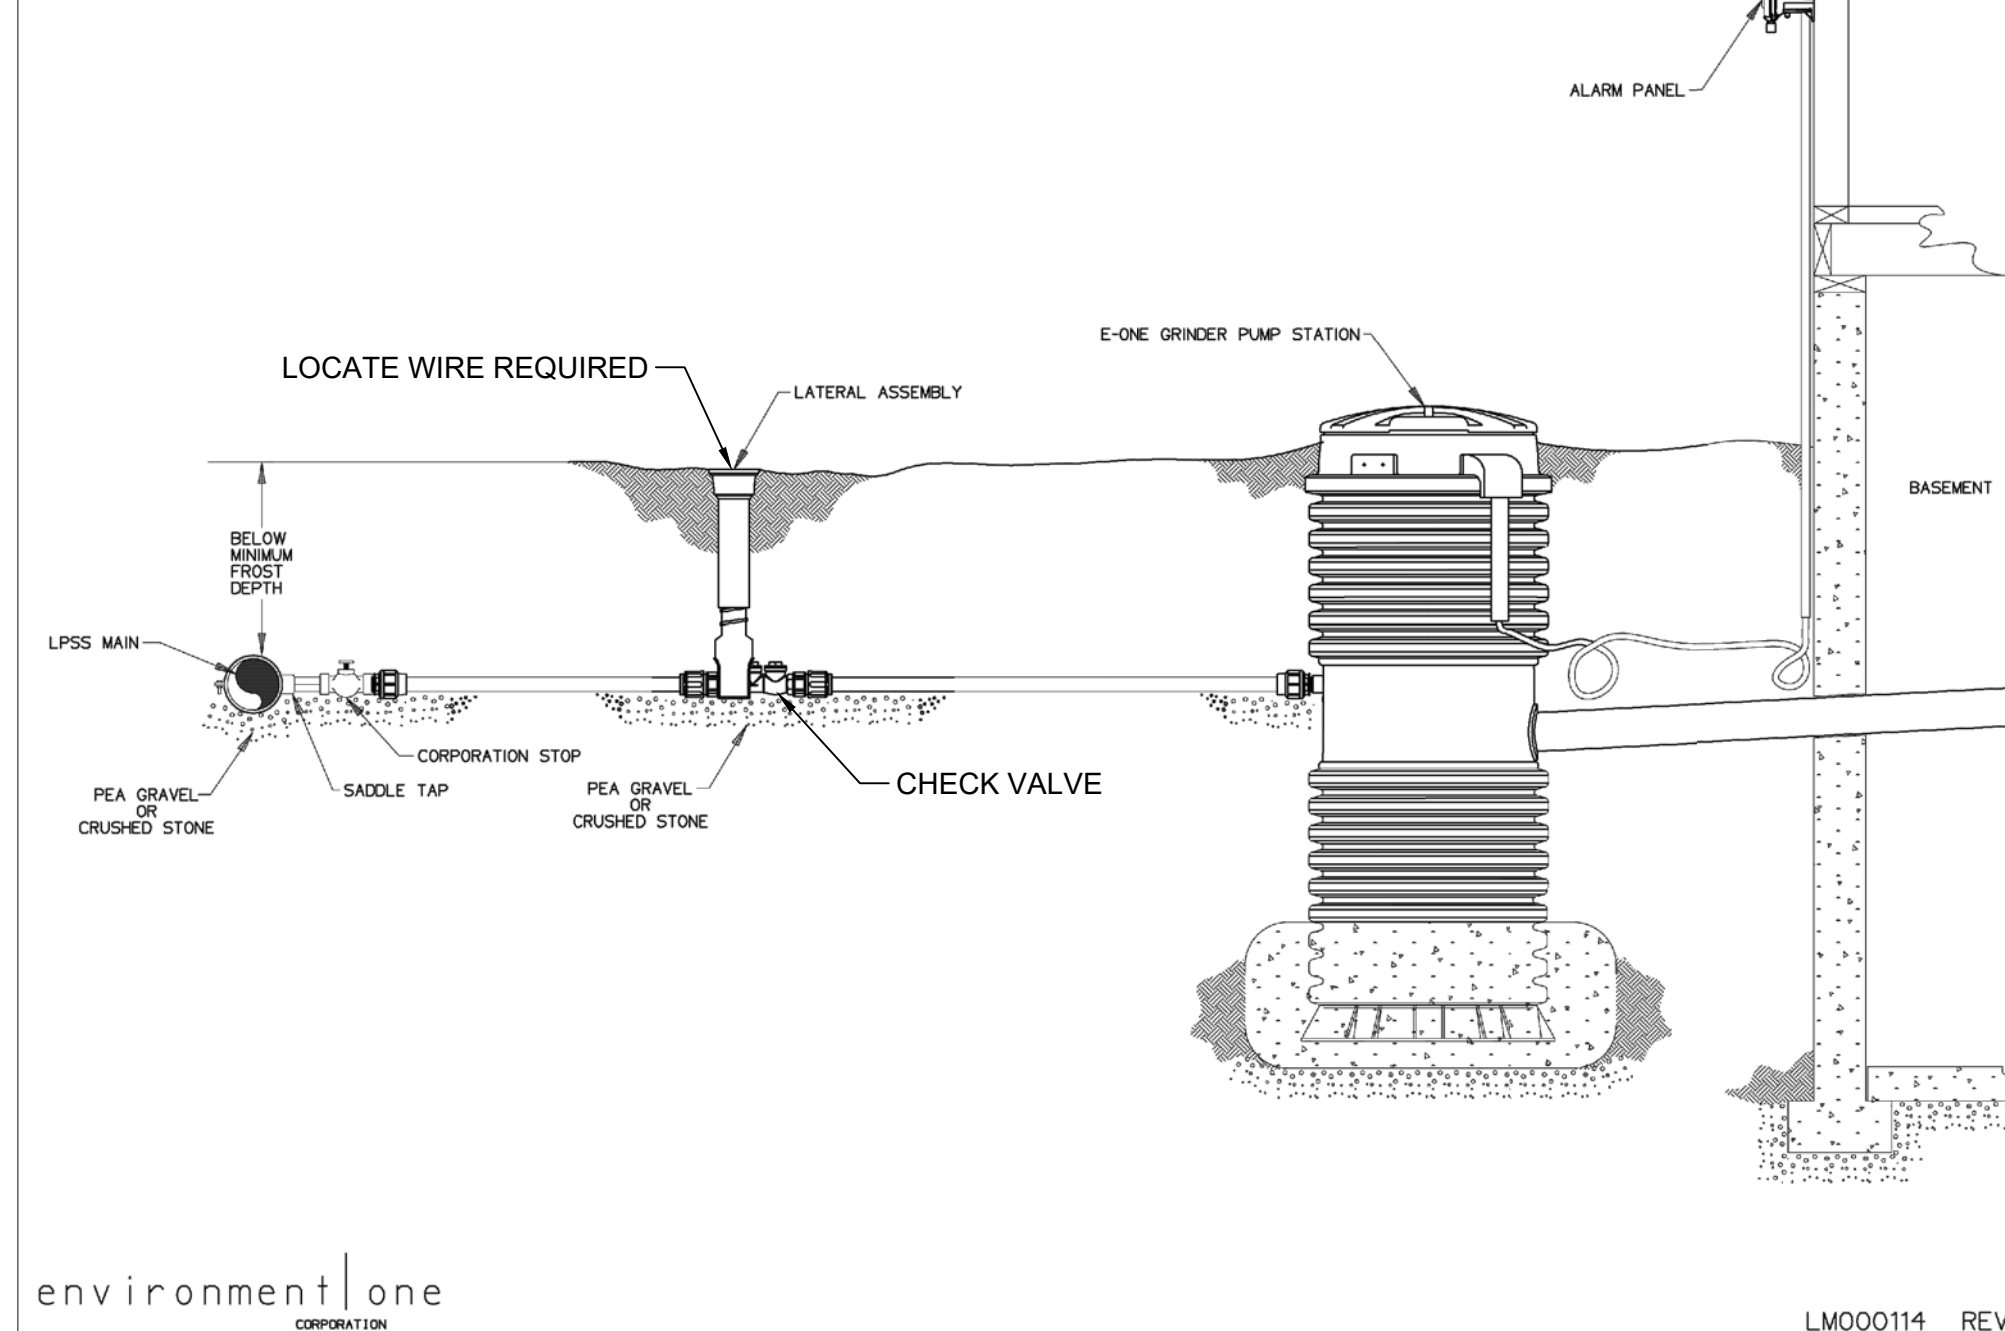 ALARM PANEL
E-ONE GRINDER PUMP STATION
LOCATE WIRE REQUIRED
LATERAL ASSEMBLY
BASEMENT
BELOW
MINIMUM
FROST
DEPTH
LPSS MAIN
CORPORATION STOP
SADDLE TAP
PEA GRAVEL
OR
CRUSHED STONE
PEA GRAVEL
OR
CRUSHED STONE
CHECK VALVE
environment one
CORPORATION
LM000114 REV